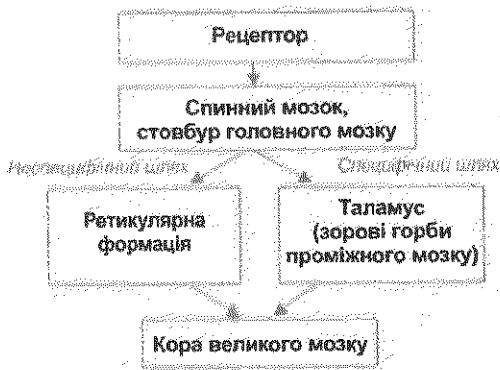 Рецептор
Спинний мозок,
стовбур головного мозку
Неспецифічний шлях
Специфічний шлях
Ретикулярна
формація
Таламус
(зорові горби
проміжного мозку)
Кора великого мозку